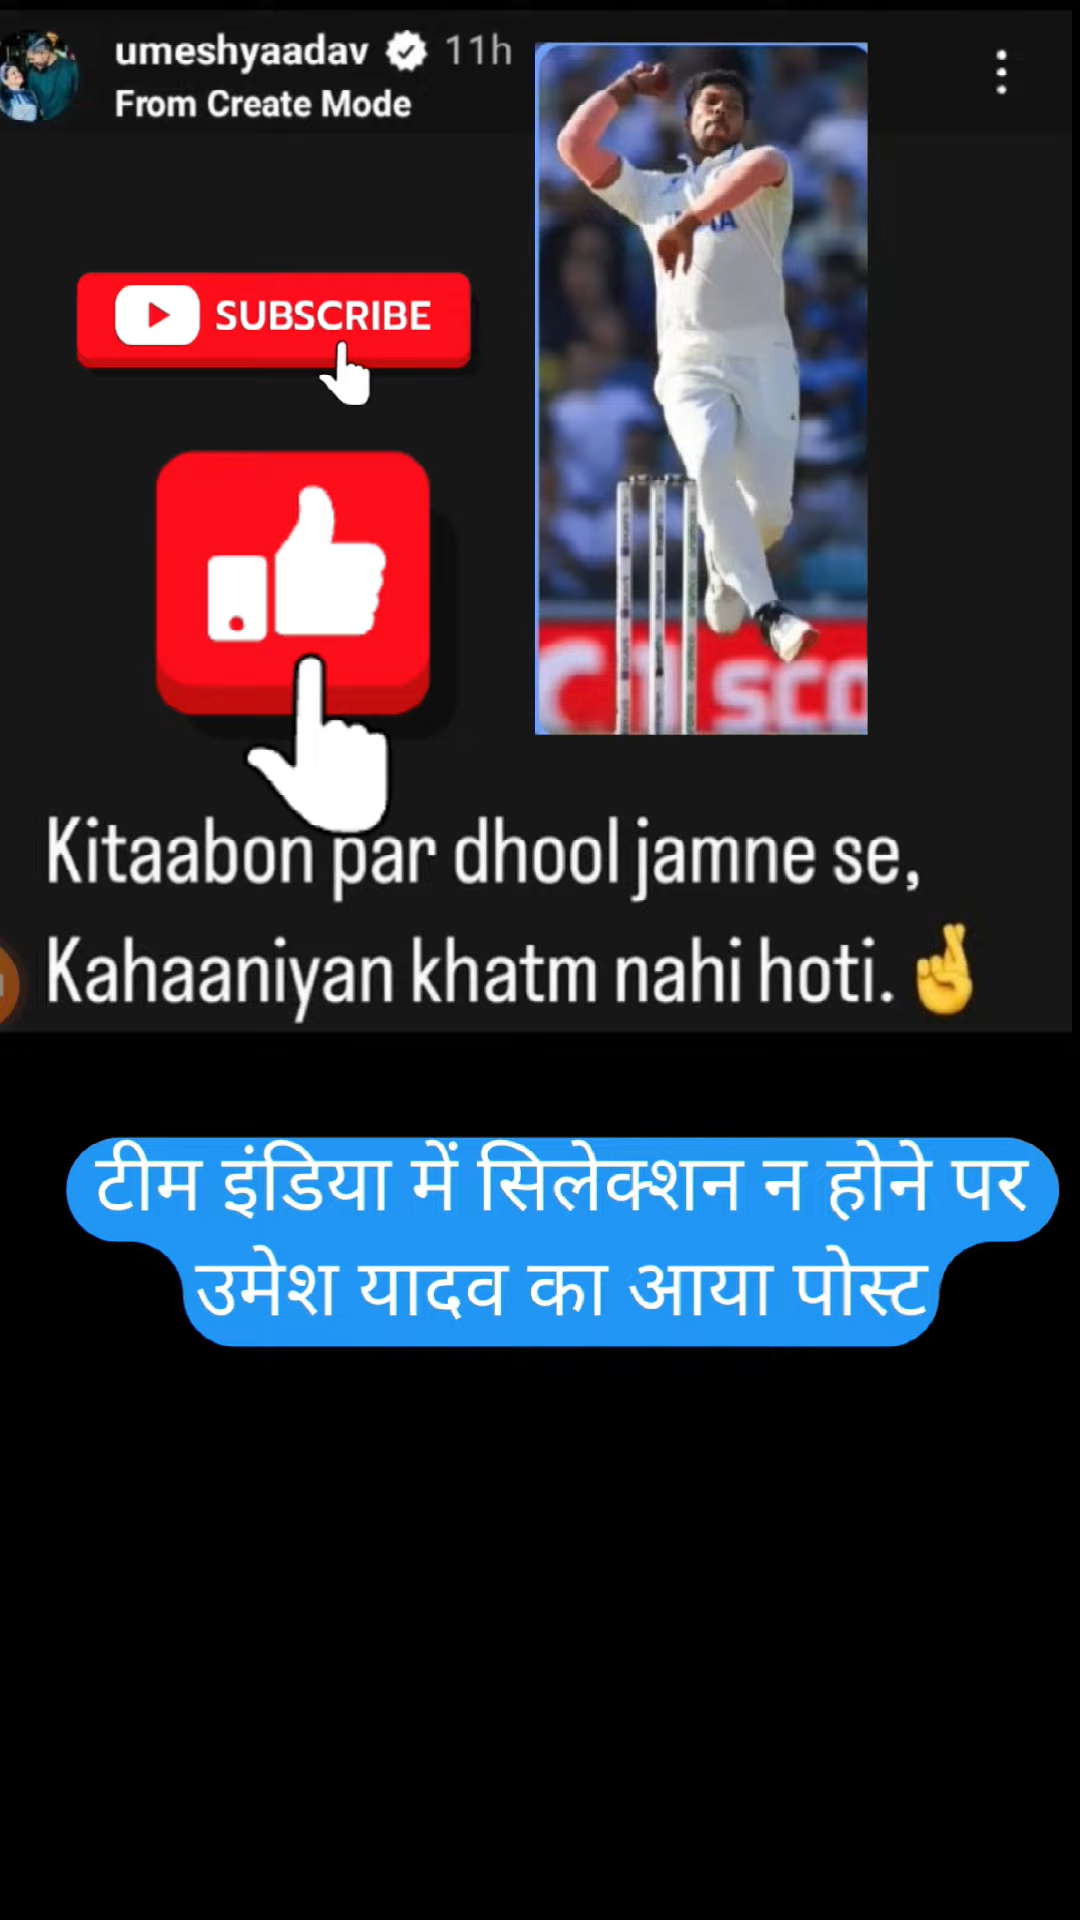 umeshyaadav 11h
From Create Mode
SUBSCRIBE
Kitaabon par dhool jamne se,
Kahaaniyan khatm nahi hoti. 🤞
टीम इंडिया में सिलेक्शन न होने पर
उमेश यादव का आया पोस्ट